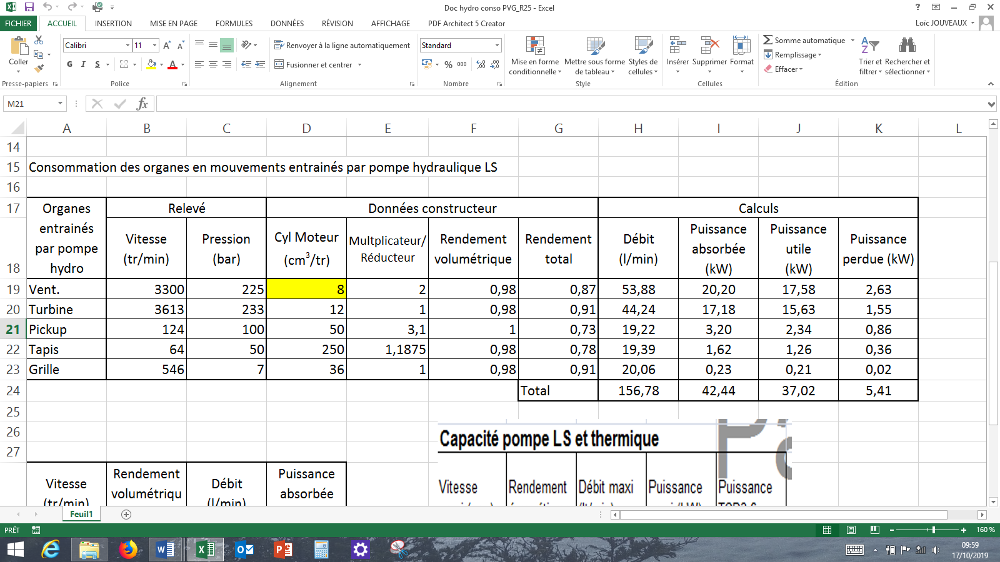 Doc hydro conso PVG_R25 - Excel
?
FICHIER ACCUEIL INSERTION MISE EN PAGE FORMULES DONNÉES RÉVISION AFFICHAGE PDF Architect 5 Creator
Loïc JOUVEAUX
Coller
Calibri 11
G I S
Renvoyer à la ligne automatiquement
Fusionner et centrer
Standard
% 000
Mise en forme conditionnelle
Mettre sous forme de tableau
Styles de cellules
Insérer Supprimer Format
Somme automatique
Remplissage
Effacer
Trier et filtrer
Rechercher et sélectionner
Presse-papiers Police Alignement Nombre Style Cellules Édition
M21 fx
A B C D E F G H I J K L
14
15 Consommation des organes en mouvements entrainés par pompe hydraulique LS
16
17 Organes entrainés par pompe hydro Relevé Données constructeur Calculs
18 Vitesse (tr/min) Pression (bar) Cyl Moteur (cm³/tr) Multplicateur/ Réducteur Rendement volumétrique Rendement total Débit (l/min) Puissance absorbée (kW) Puissance utile (kW) Puissance perdue (kW)
19 Vent. 3300 225 8 2 0,98 0,87 53,88 20,20 17,58 2,63
20 Turbine 3613 233 12 1 0,98 0,91 44,24 17,18 15,63 1,55
21 Pickup 124 100 50 3,1 1 0,73 19,22 3,20 2,34 0,86
22 Tapis 64 50 250 1,1875 0,98 0,78 19,39 1,62 1,26 0,36
23 Grille 546 7 36 1 0,98 0,91 20,06 0,23 0,21 0,02
24 Total 156,78 42,44 37,02 5,41
25
26 Capacité pompe LS et thermique
27
Vitesse (tr/min) Rendement volumétriqu Débit (l/min) Puissance absorbée
Vitesse Rendement Débit maxi Puissance Puissance
Feuil1
PRÊT
160 %
09:59
17/10/2019